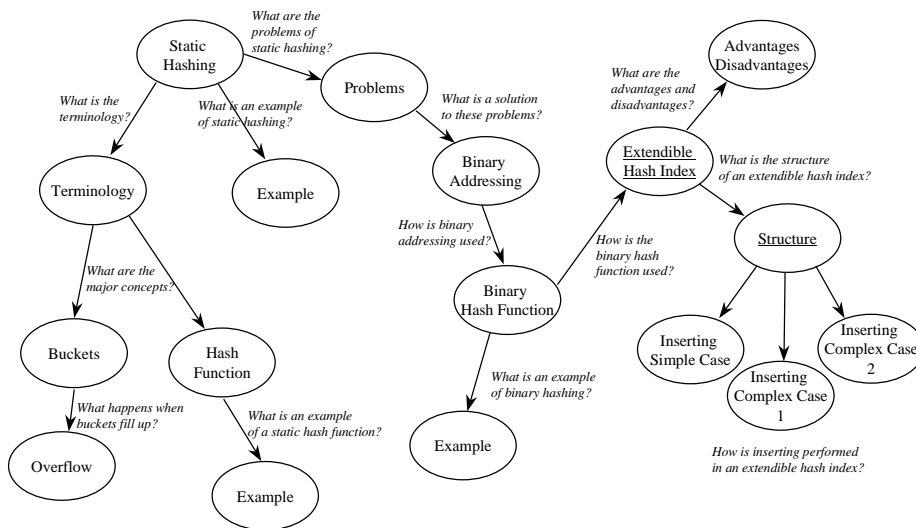 What are the
problems of
static hashing?
Static
Hashing
Problems
Advantages
Disadvantages
What are the
advantages and
disadvantages?
What is the
terminology?
What is an example
of static hashing?
What is a solution
to these problems?
Terminology
Example
Binary
Addressing
Extendible
Hash Index
What is the structure
of an extendible hash index?
How is binary
addressing used?
How is the
binary hash
function used?
Structure
What are the
major concepts?
Binary
Hash Function
Buckets
Hash
Function
Inserting
Simple Case
Inserting
Complex Case
1
Inserting
Complex Case
2
What happens when
buckets fill up?
What is an example
of a static hash function?
What is an example
of binary hashing?
Overflow
Example
Example
How is inserting performed
in an extendible hash index?